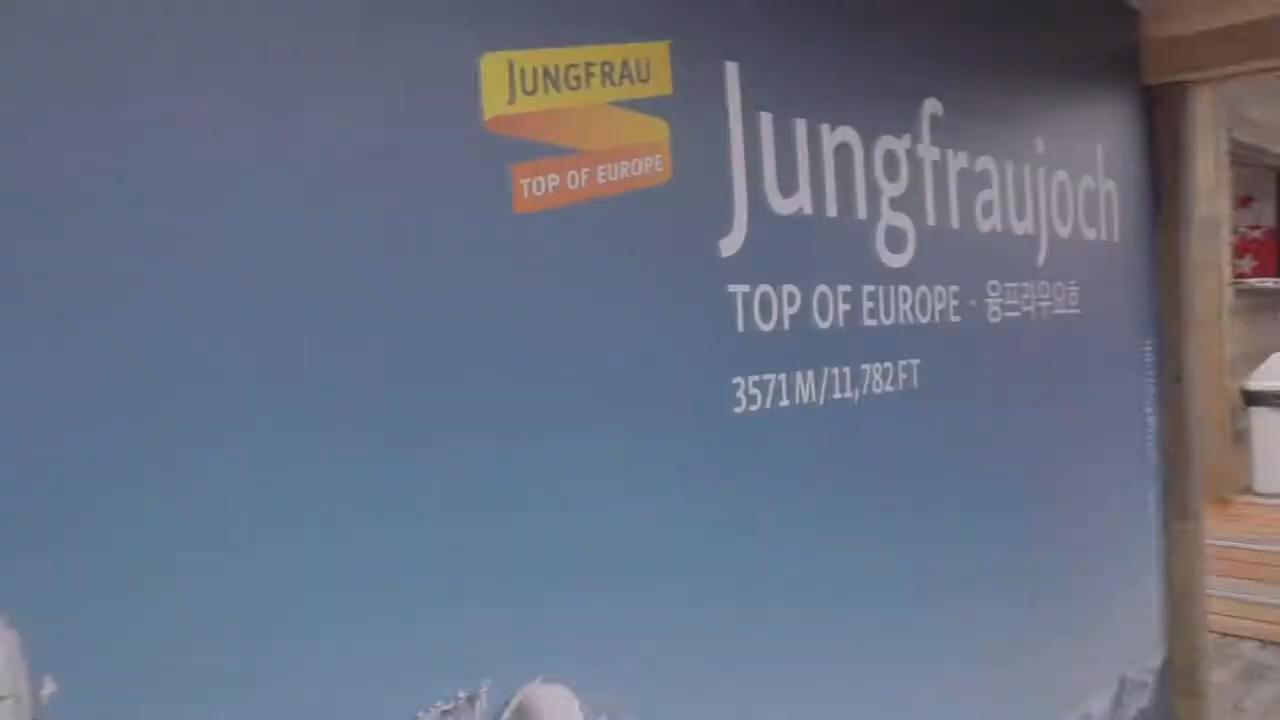 JUNGFRAU
TOP OF EUROPE
Jungfraujoch
TOP OF EUROPE - 융프라우요흐
3571 M/11,782 FT